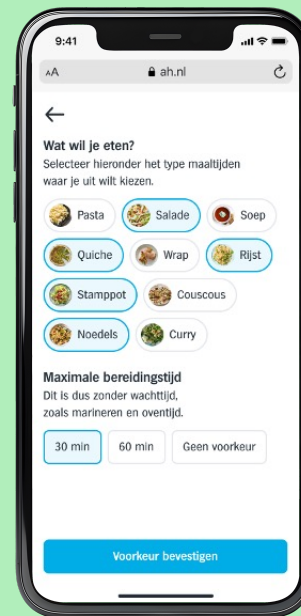 9:41
AA
ah.nl
Wat wil je eten?
Selecteer hieronder het type maaltijden
waar je uit wilt kiezen.
Pasta Salade Soep
Quiche Wrap Rijst
Stamppot Couscous
Noedels Curry
Maximale bereidingstijd
Dit is dus zonder wachttijd,
zoals marineren en oventijd.
30 min 60 min Geen voorkeur
Voorkeur bevestigen